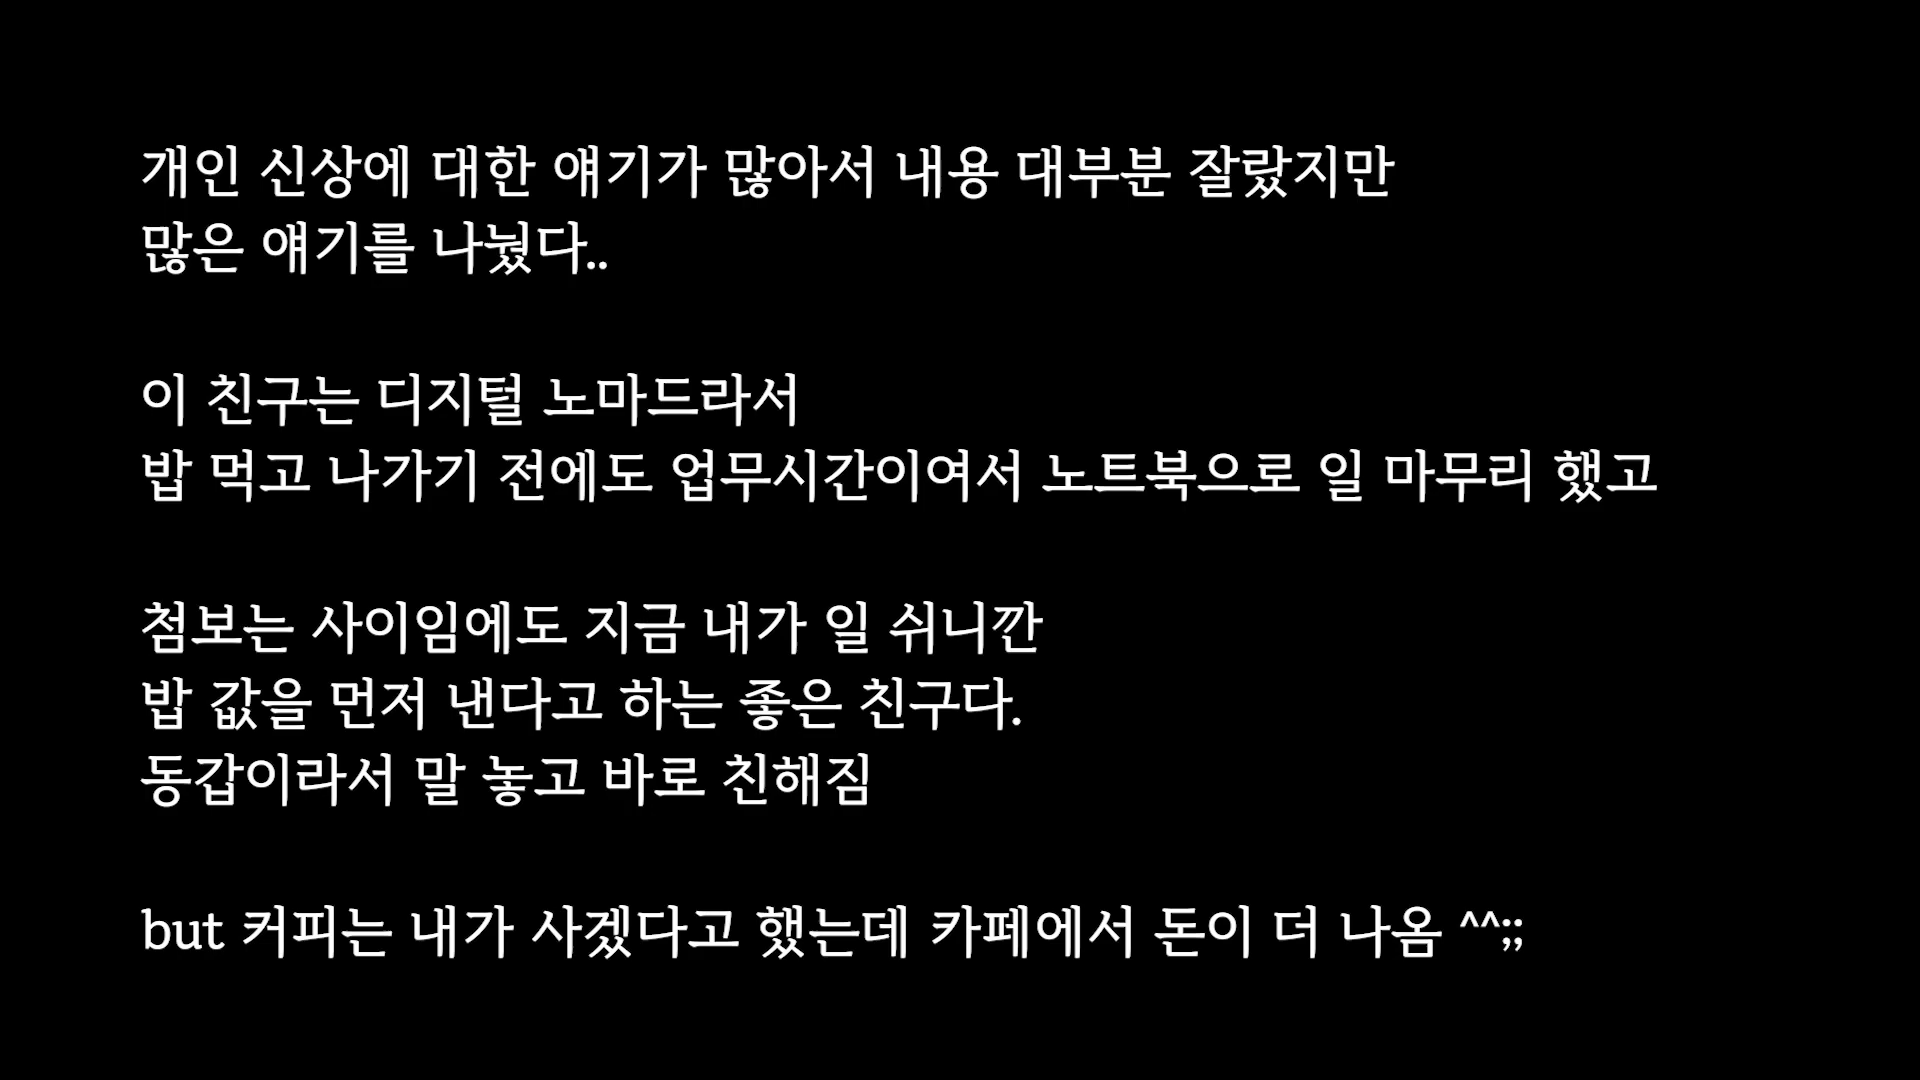 개인 신상에 대한 얘기가 많아서 내용 대부분 잘랐지만
많은 얘기를 나눴다..
이 친구는 디지털 노마드라서
밥 먹고 나가기 전에도 업무시간이여서 노트북으로 일 마무리 했고
첨보는 사이임에도 지금 내가 일 쉬니깐
밥 값을 먼저 낸다고 하는 좋은 친구다.
동갑이라서 말 놓고 바로 친해짐
but 커피는 내가 사겠다고 했는데 카페에서 돈이 더 나옴 ^^;;